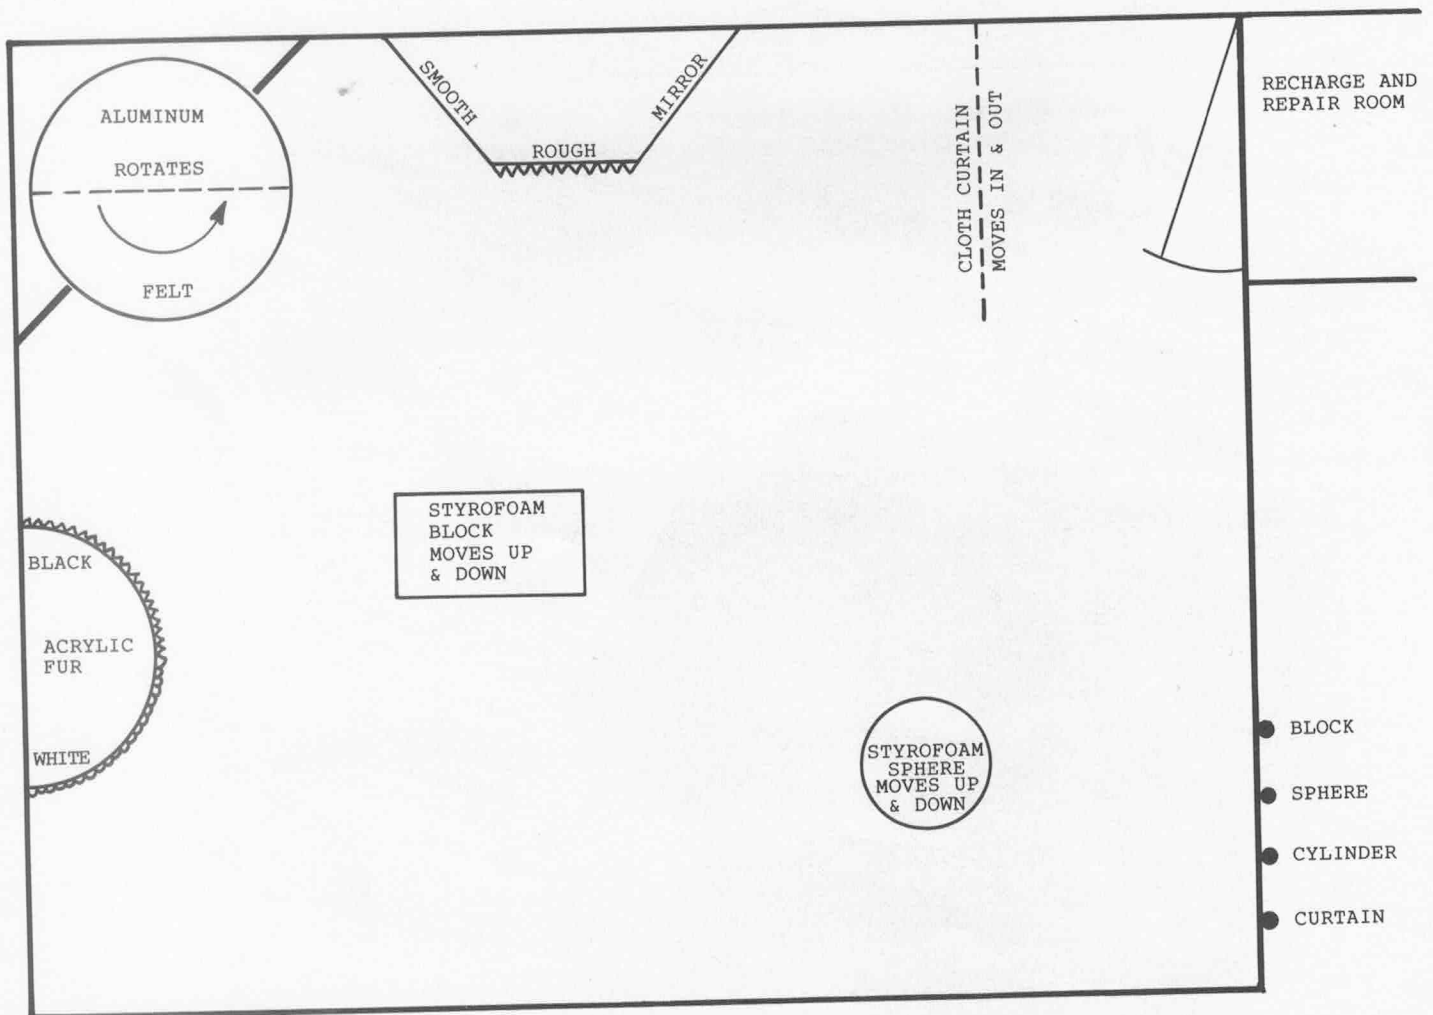 ALUMINUM
ROTATES
FELT
SMOOTH
ROUGH
MIRROR
CLOTH CURTAIN
MOVES IN & OUT
RECHARGE AND
REPAIR ROOM
STYROFOAM
BLOCK
MOVES UP
& DOWN
BLACK
ACRYLIC
FUR
WHITE
STYROFOAM
SPHERE
MOVES UP
& DOWN
BLOCK
SPHERE
CYLINDER
CURTAIN